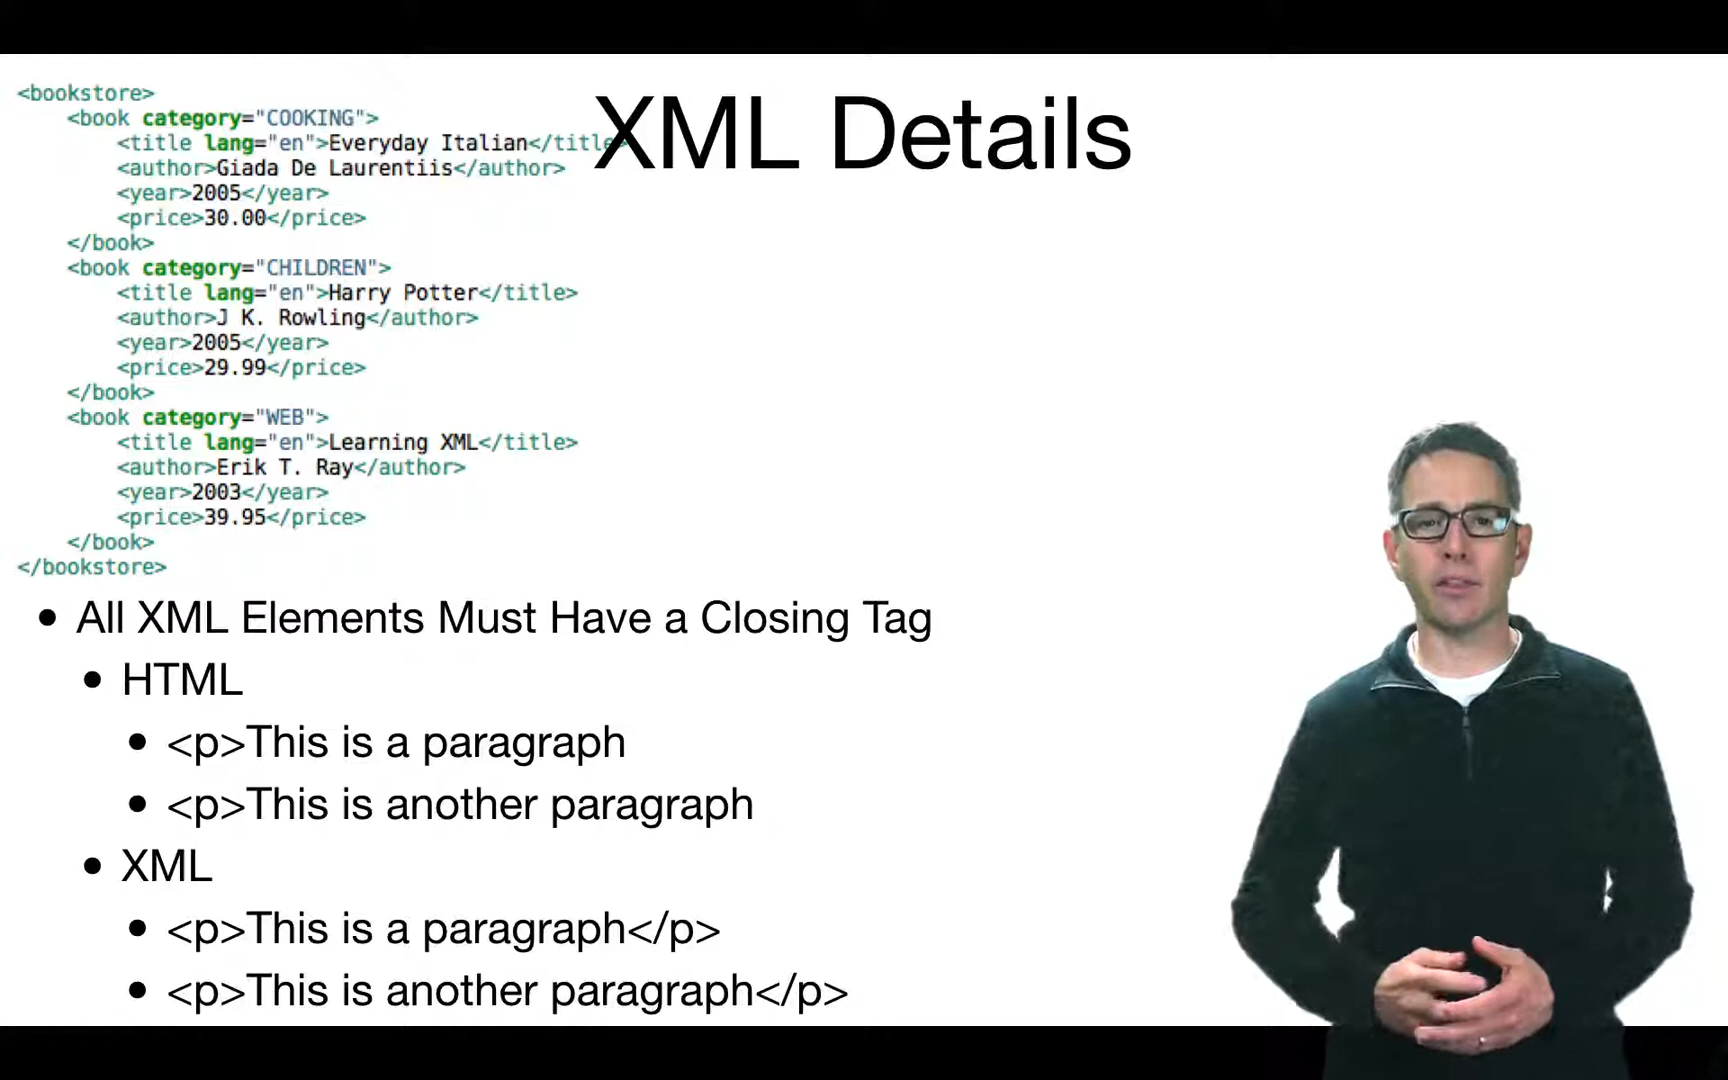 <bookstore>
<book category="COOKING">
<title lang="en">Everyday Italian</title>
<author>Giada De Laurentiis</author>
<year>2005</year>
<price>30.00</price>
</book>
<book category="CHILDREN">
<title lang="en">Harry Potter</title>
<author>J K. Rowling</author>
<year>2005</year>
<price>29.99</price>
</book>
<book category="WEB">
<title lang="en">Learning XML</title>
<author>Erik T. Ray</author>
<year>2003</year>
<price>39.95</price>
</book>
</bookstore>
XML Details
• All XML Elements Must Have a Closing Tag
• HTML
• <p>This is a paragraph
• <p>This is another paragraph
• XML
• <p>This is a paragraph</p>
• <p>This is another paragraph</p>